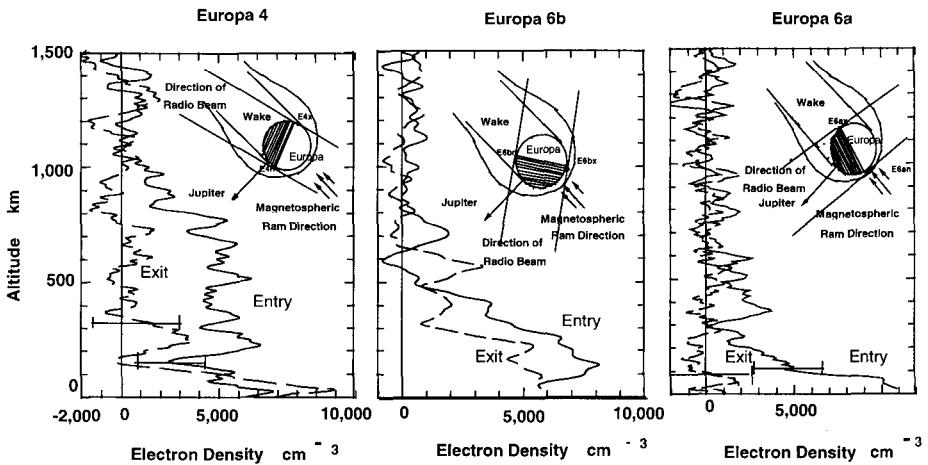 Europa 4
Europa 6b
Europa 6a
1,500
1,000
500
0
km
Altitude
Direction of
Radio Beam
Wake
E4x
Europa
E4n
Jupiter
Magnetospheric
Ram Direction
Exit
Entry
-2,000
0
5,000
10,000
Electron Density cm⁻³
Wake
Europa
E6bn
E6bx
Jupiter
Magnetospheric
Ram Direction
Direction of
Radio Beam
Entry
Exit
0
5,000
10,000
Electron Density cm⁻³
Wake
E6ax
Europa
Direction of
Radio Beam
Jupiter
E6an
Magnetospheric
Ram Direction
Exit
Entry
0
5,000
Electron Density cm⁻³